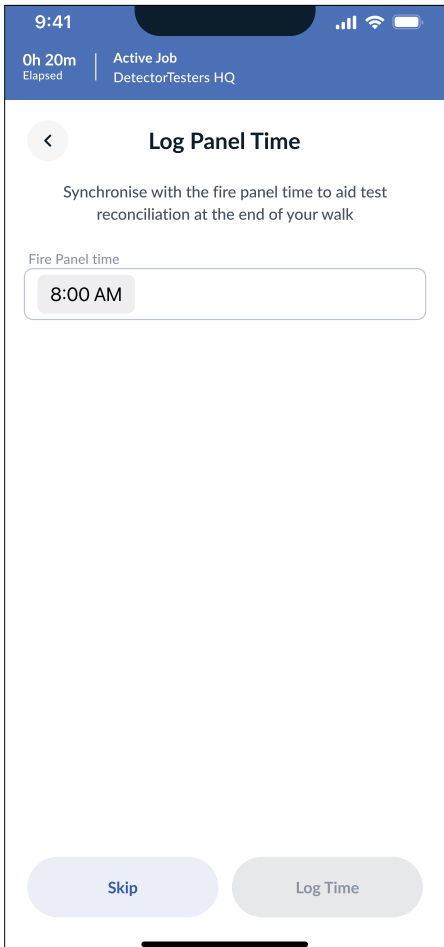 9:41
0h 20m
Elapsed
Active Job
DetectorTesters HQ
Log Panel Time
Synchronise with the fire panel time to aid test
reconciliation at the end of your walk
Fire Panel time
8:00 AM
Skip
Log Time